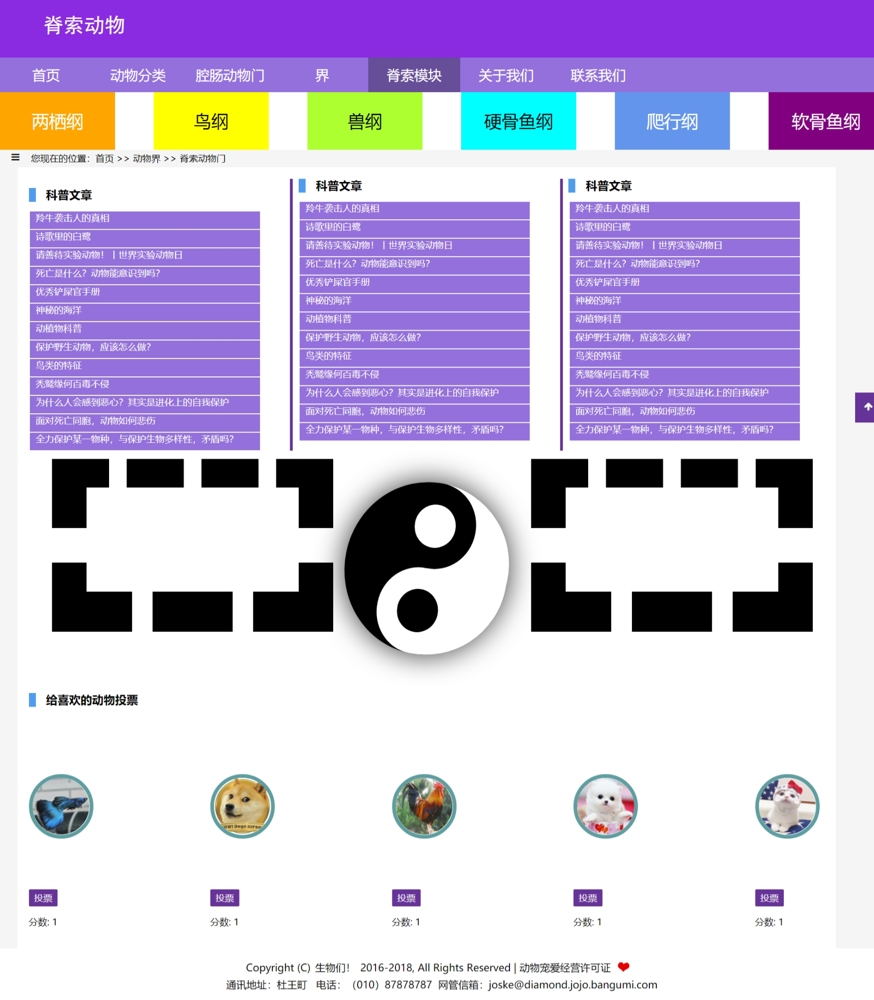 脊索动物
首页 动物分类 腔肠动物门 界 脊索模块 关于我们 联系我们
两栖纲 鸟纲 兽纲 硬骨鱼纲 爬行纲 软骨鱼纲
您现在的位置：首页 >> 动物界 >> 脊索动物门
科普文章
羚牛袭击人的真相
诗歌里的白鹭
请善待实验动物！丨世界实验动物日
死亡是什么？动物能意识到吗？
优秀铲屎官手册
神秘的海洋
动植物科普
保护野生动物，应该怎么做？
鸟类的特征
秃鹫缘何百毒不侵
为什么人会感到恶心？其实是进化上的自我保护
面对死亡同胞，动物如何悲伤
全力保护某一物种，与保护生物多样性，矛盾吗？
科普文章
羚牛袭击人的真相
诗歌里的白鹭
请善待实验动物！丨世界实验动物日
死亡是什么？动物能意识到吗？
优秀铲屎官手册
神秘的海洋
动植物科普
保护野生动物，应该怎么做？
鸟类的特征
秃鹫缘何百毒不侵
为什么人会感到恶心？其实是进化上的自我保护
面对死亡同胞，动物如何悲伤
全力保护某一物种，与保护生物多样性，矛盾吗？
科普文章
羚牛袭击人的真相
诗歌里的白鹭
请善待实验动物！丨世界实验动物日
死亡是什么？动物能意识到吗？
优秀铲屎官手册
神秘的海洋
动植物科普
保护野生动物，应该怎么做？
鸟类的特征
秃鹫缘何百毒不侵
为什么人会感到恶心？其实是进化上的自我保护
面对死亡同胞，动物如何悲伤
全力保护某一物种，与保护生物多样性，矛盾吗？
给喜欢的动物投票
OW! Doge scree
投票 投票 投票 投票 投票
分数: 1 分数: 1 分数: 1 分数: 1 分数: 1
Copyright (C) 生物们！ 2016-2018, All Rights Reserved | 动物宠爱经营许可证 ❤
通讯地址：杜王町 电话：（010）87878787 网管信箱：joske@diamond.jojo.bangumi.com